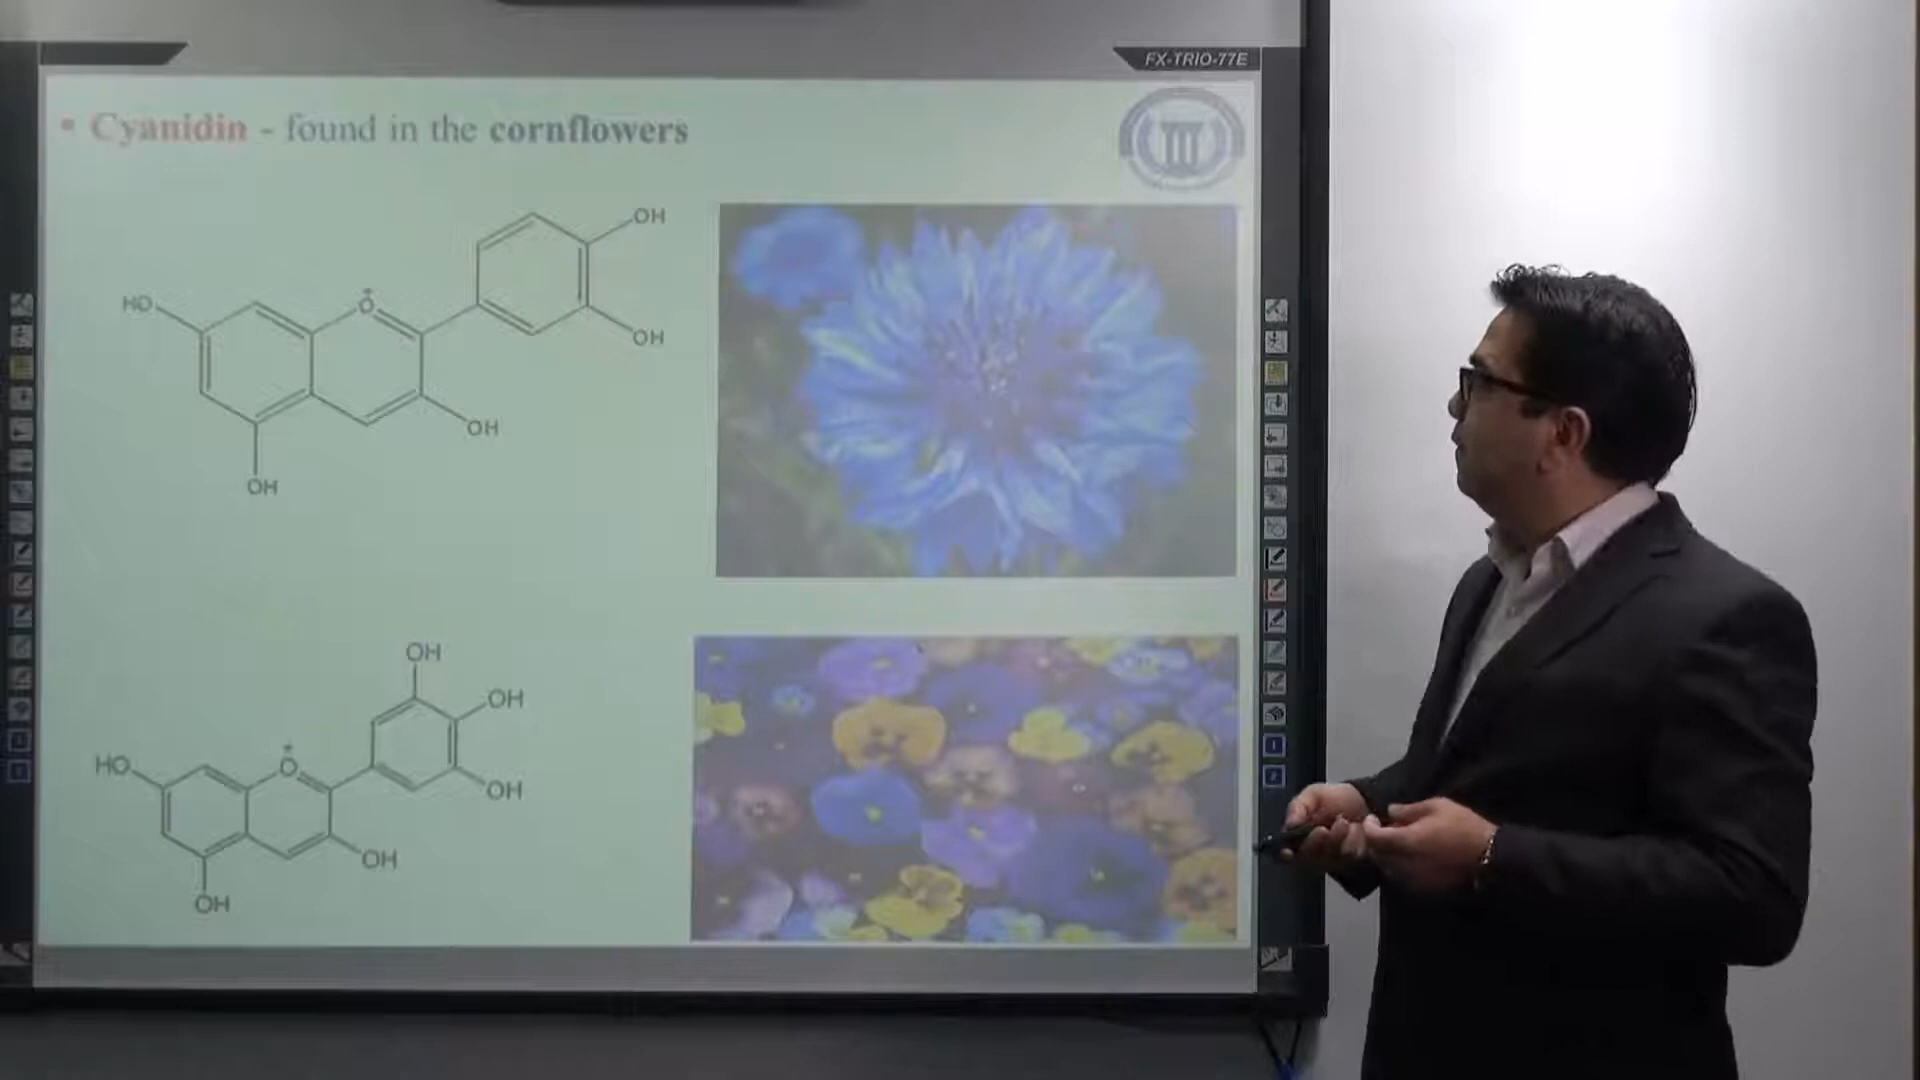 FX-TRIO-77E
• Cyanidin - found in the cornflowers
OH
HO
O
+
OH
OH
OH
OH
OH
HO
O
+
OH
OH
OH